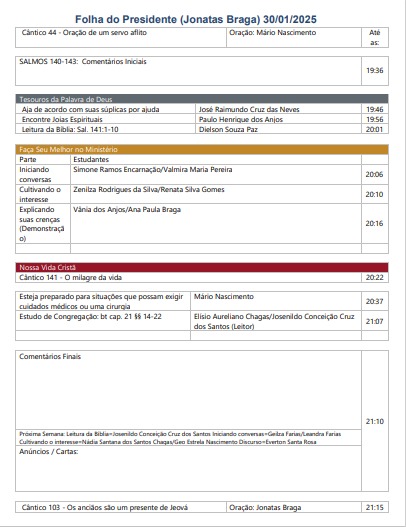 Folha do Presidente (Jonatas Braga) 30/01/2025
Cântico 44 - Oração de um servo aflito Oração: Mário Nascimento Até
as:
SALMOS 140-143: Comentários Iniciais
19:36
Tesouros da Palavra de Deus
Aja de acordo com suas súplicas por ajuda José Raimundo Cruz das Neves 19:46
Encontre Joias Espirituais Paulo Henrique dos Anjos 19:56
Leitura da Bíblia: Sal. 141:1-10 Dielson Souza Paz 20:01
Faça Seu Melhor no Ministério
Parte Estudantes
Iniciando Simone Ramos Encarnação/Valmira Maria Pereira
conversas 20:06
Cultivando o Zenilza Rodrigues da Silva/Renata Silva Gomes
interesse 20:10
Explicando Vânia dos Anjos/Ana Paula Braga
suas crenças 20:16
(Demonstraçã
o)
Nossa Vida Cristã
Cântico 141 – O milagre da vida 20:22
Esteja preparado para situações que possam exigir Mário Nascimento
cuidados médicos ou uma cirurgia 20:37
Estudo de Congregação: bt cap. 21 §§ 14-22 Elísio Aureliano Chagas/Josenildo Conceição Cruz 21:07
dos Santos (Leitor)
Comentários Finais
21:10
Próxima Semana: Leitura da Bíblia=Josenildo Conceição Cruz dos Santos Iniciando conversas=Geilza Farias/Leandra Farias
Cultivando o interesse=Nádia Santana dos Santos Chagas/Geo Estrela Nascimento Discurso=Everton Santa Rosa
Anúncios / Cartas:
Cântico 103 - Os anciãos são um presente de Jeová Oração: Jonatas Braga 21:15